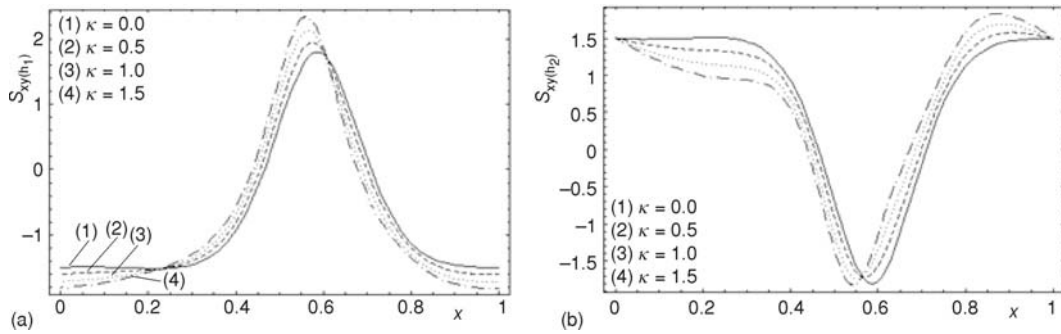 (1) κ = 0.0
(2) κ = 0.5
(3) κ = 1.0
(4) κ = 1.5
S_xy(h₁)
2
1
0
−1
(1)
(2)
(3)
(4)
0
0.2
0.4
0.6
0.8
1
x
(a)
S_xy(h₂)
1.5
1
0.5
0
−0.5
−1
−1.5
(1) κ = 0.0
(2) κ = 0.5
(3) κ = 1.0
(4) κ = 1.5
0
0.2
0.4
0.6
0.8
1
x
(b)